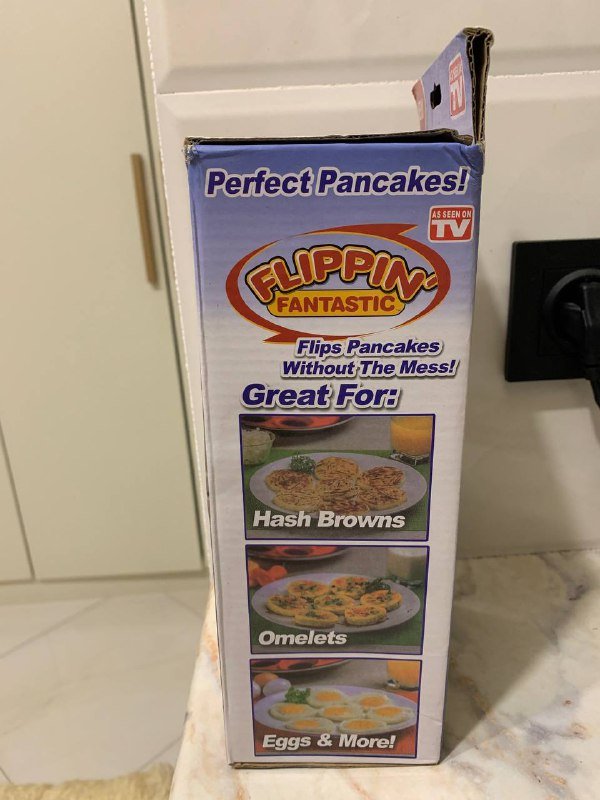 TV
Perfect Pancakes!
AS SEEN ON
TV
FLIPPIN'
FANTASTIC
Flips Pancakes
Without The Mess!
Great For:
Hash Browns
Omelets
Eggs & More!